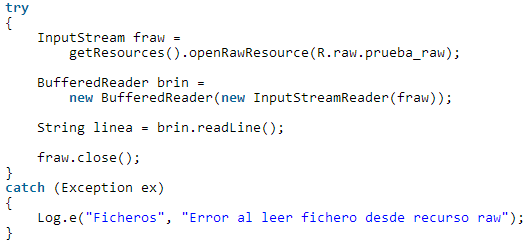 try
{
    InputStream fraw =
        getResources().openRawResource(R.raw.prueba_raw);

    BufferedReader brin =
        new BufferedReader(new InputStreamReader(fraw));

    String linea = brin.readLine();

    fraw.close();
}
catch (Exception ex)
{
    Log.e("Ficheros", "Error al leer fichero desde recurso raw");
}